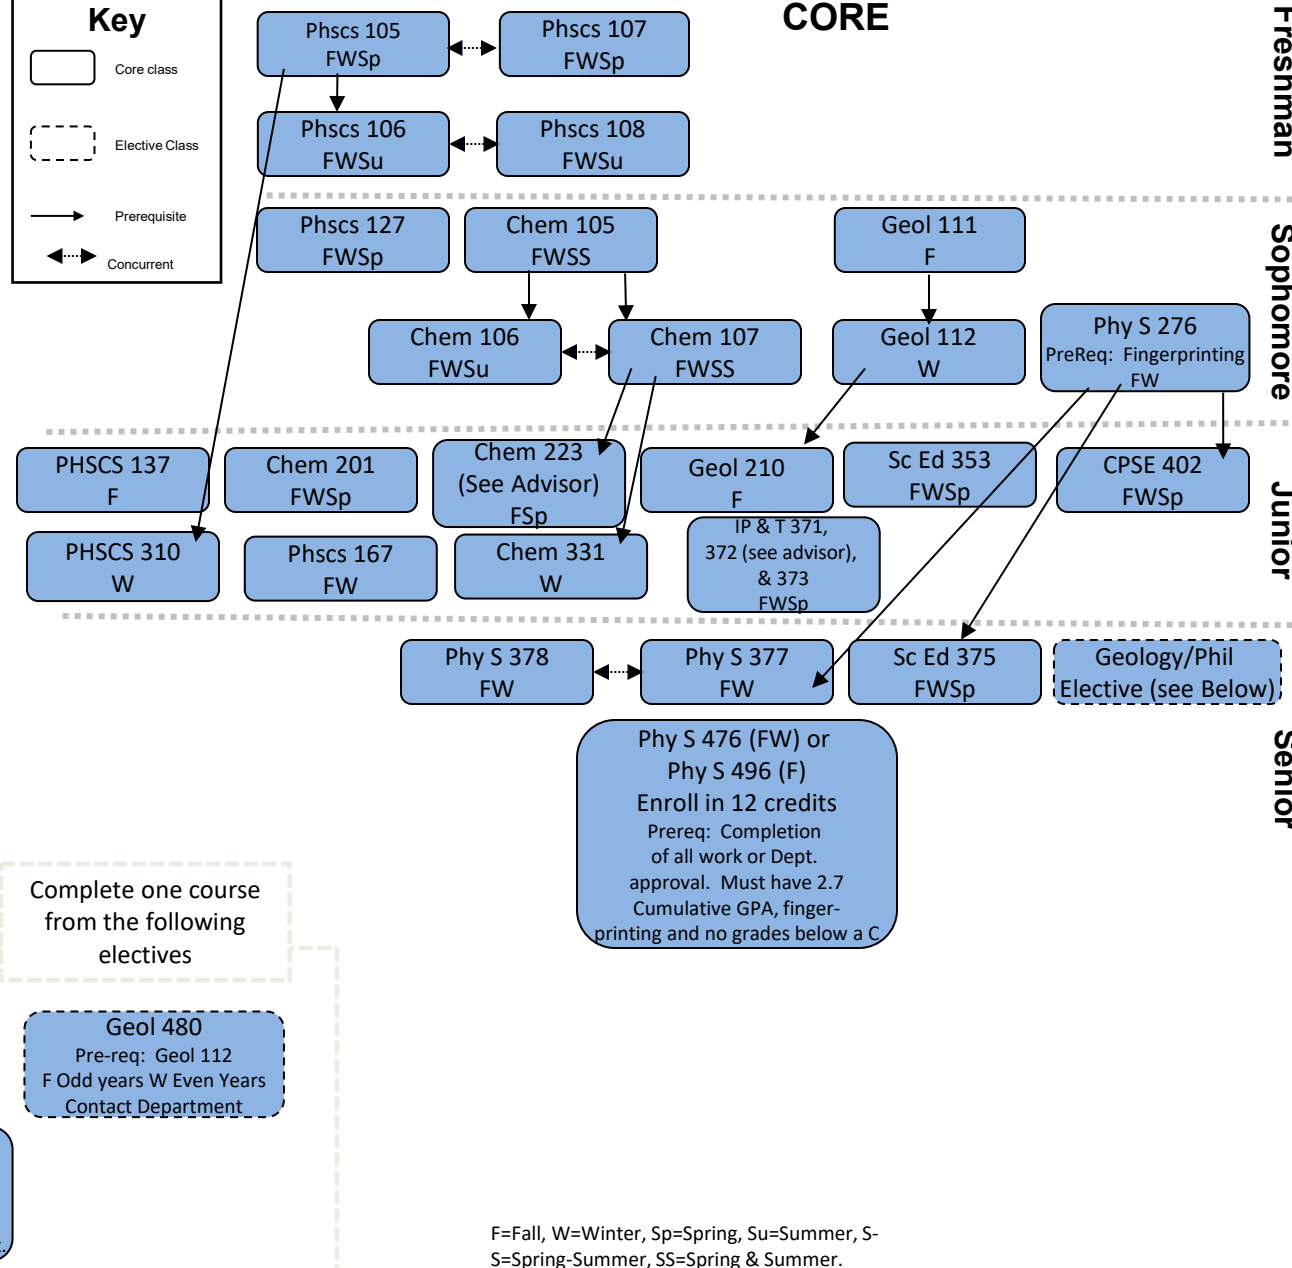 Key
Core class
Elective Class
Prerequisite
Concurrent
CORE
Freshman
Phscs 105
FWSp
Phscs 107
FWSp
Phscs 106
FWSu
Phscs 108
FWSu
Sophomore
Phscs 127
FWSp
Chem 105
FWSS
Geol 111
F
Chem 106
FWSu
Chem 107
FWSS
Geol 112
W
Phy S 276
PreReq: Fingerprinting
FW
Junior
PHSCS 137
F
Chem 201
FWSp
Chem 223
(See Advisor)
FSp
Geol 210
F
Sc Ed 353
FWSp
CPSE 402
FWSp
PHSCS 310
W
Phscs 167
FW
Chem 331
W
IP & T 371,
372 (see advisor),
& 373
FWSp
Senior
Phy S 378
FW
Phy S 377
FW
Sc Ed 375
FWSp
Geology/Phil
Elective (see Below)
Phy S 476 (FW) or
Phy S 496 (F)
Enroll in 12 credits
Prereq: Completion
of all work or Dept.
approval. Must have 2.7
Cumulative GPA, finger-
printing and no grades below a C
Complete one course
from the following
electives
Geol 480
Pre-req: Geol 112
F Odd years W Even Years
Contact Department
F=Fall, W=Winter, Sp=Spring, Su=Summer, S-
S=Spring-Summer, SS=Spring & Summer.